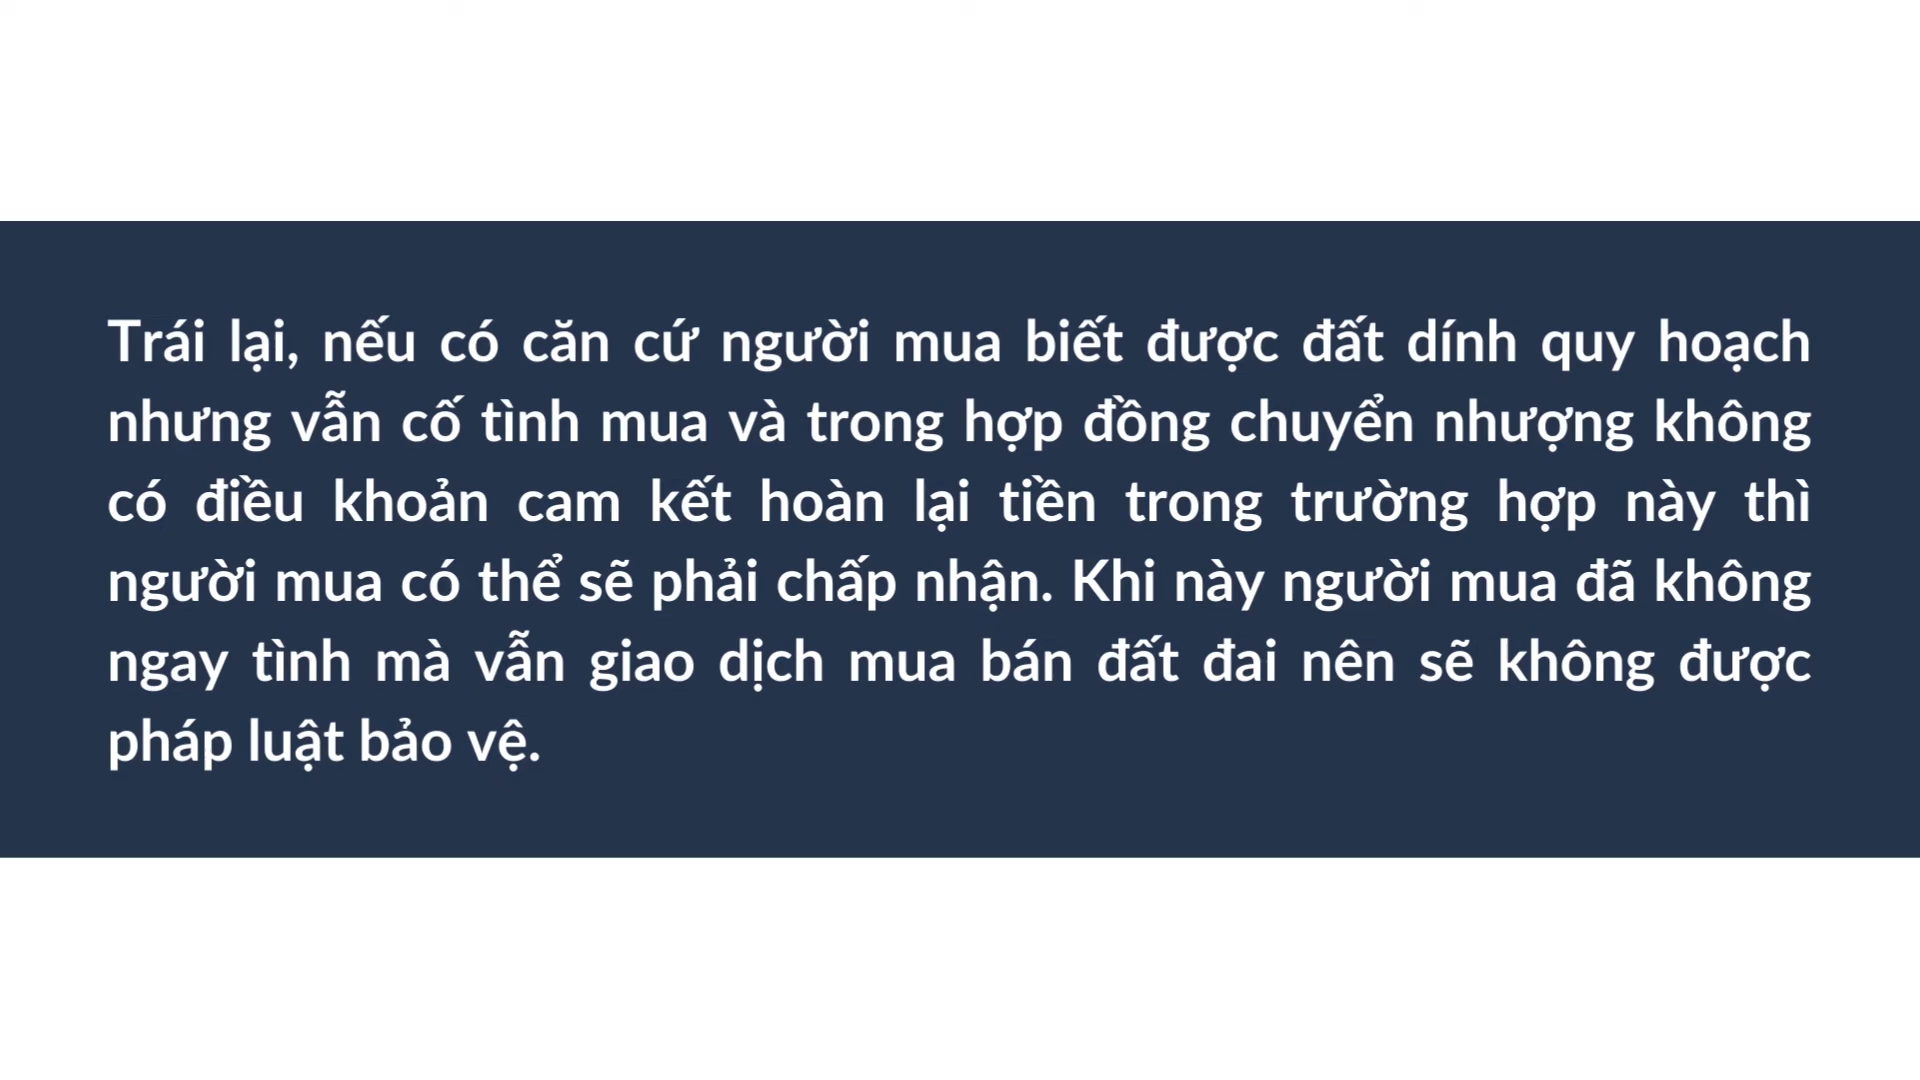 Trái lại, nếu có căn cứ người mua biết được đất dính quy hoạch
nhưng vẫn cố tình mua và trong hợp đồng chuyển nhượng không
có điều khoản cam kết hoàn lại tiền trong trường hợp này thì
người mua có thể sẽ phải chấp nhận. Khi này người mua đã không
ngay tình mà vẫn giao dịch mua bán đất đai nên sẽ không được
pháp luật bảo vệ.